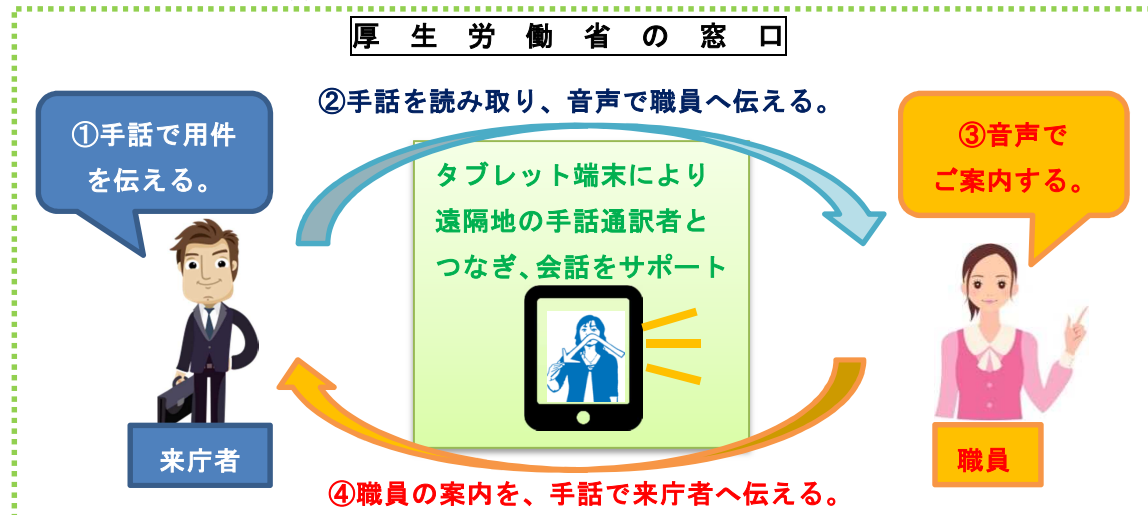 厚生労働省の窓口
②手話を読み取り、音声で職員へ伝える。
①手話で用件
を伝える。
③音声で
ご案内する。
タブレット端末により
遠隔地の手話通訳者と
つなぎ、会話をサポート
来庁者
職員
④職員の案内を、手話で来庁者へ伝える。